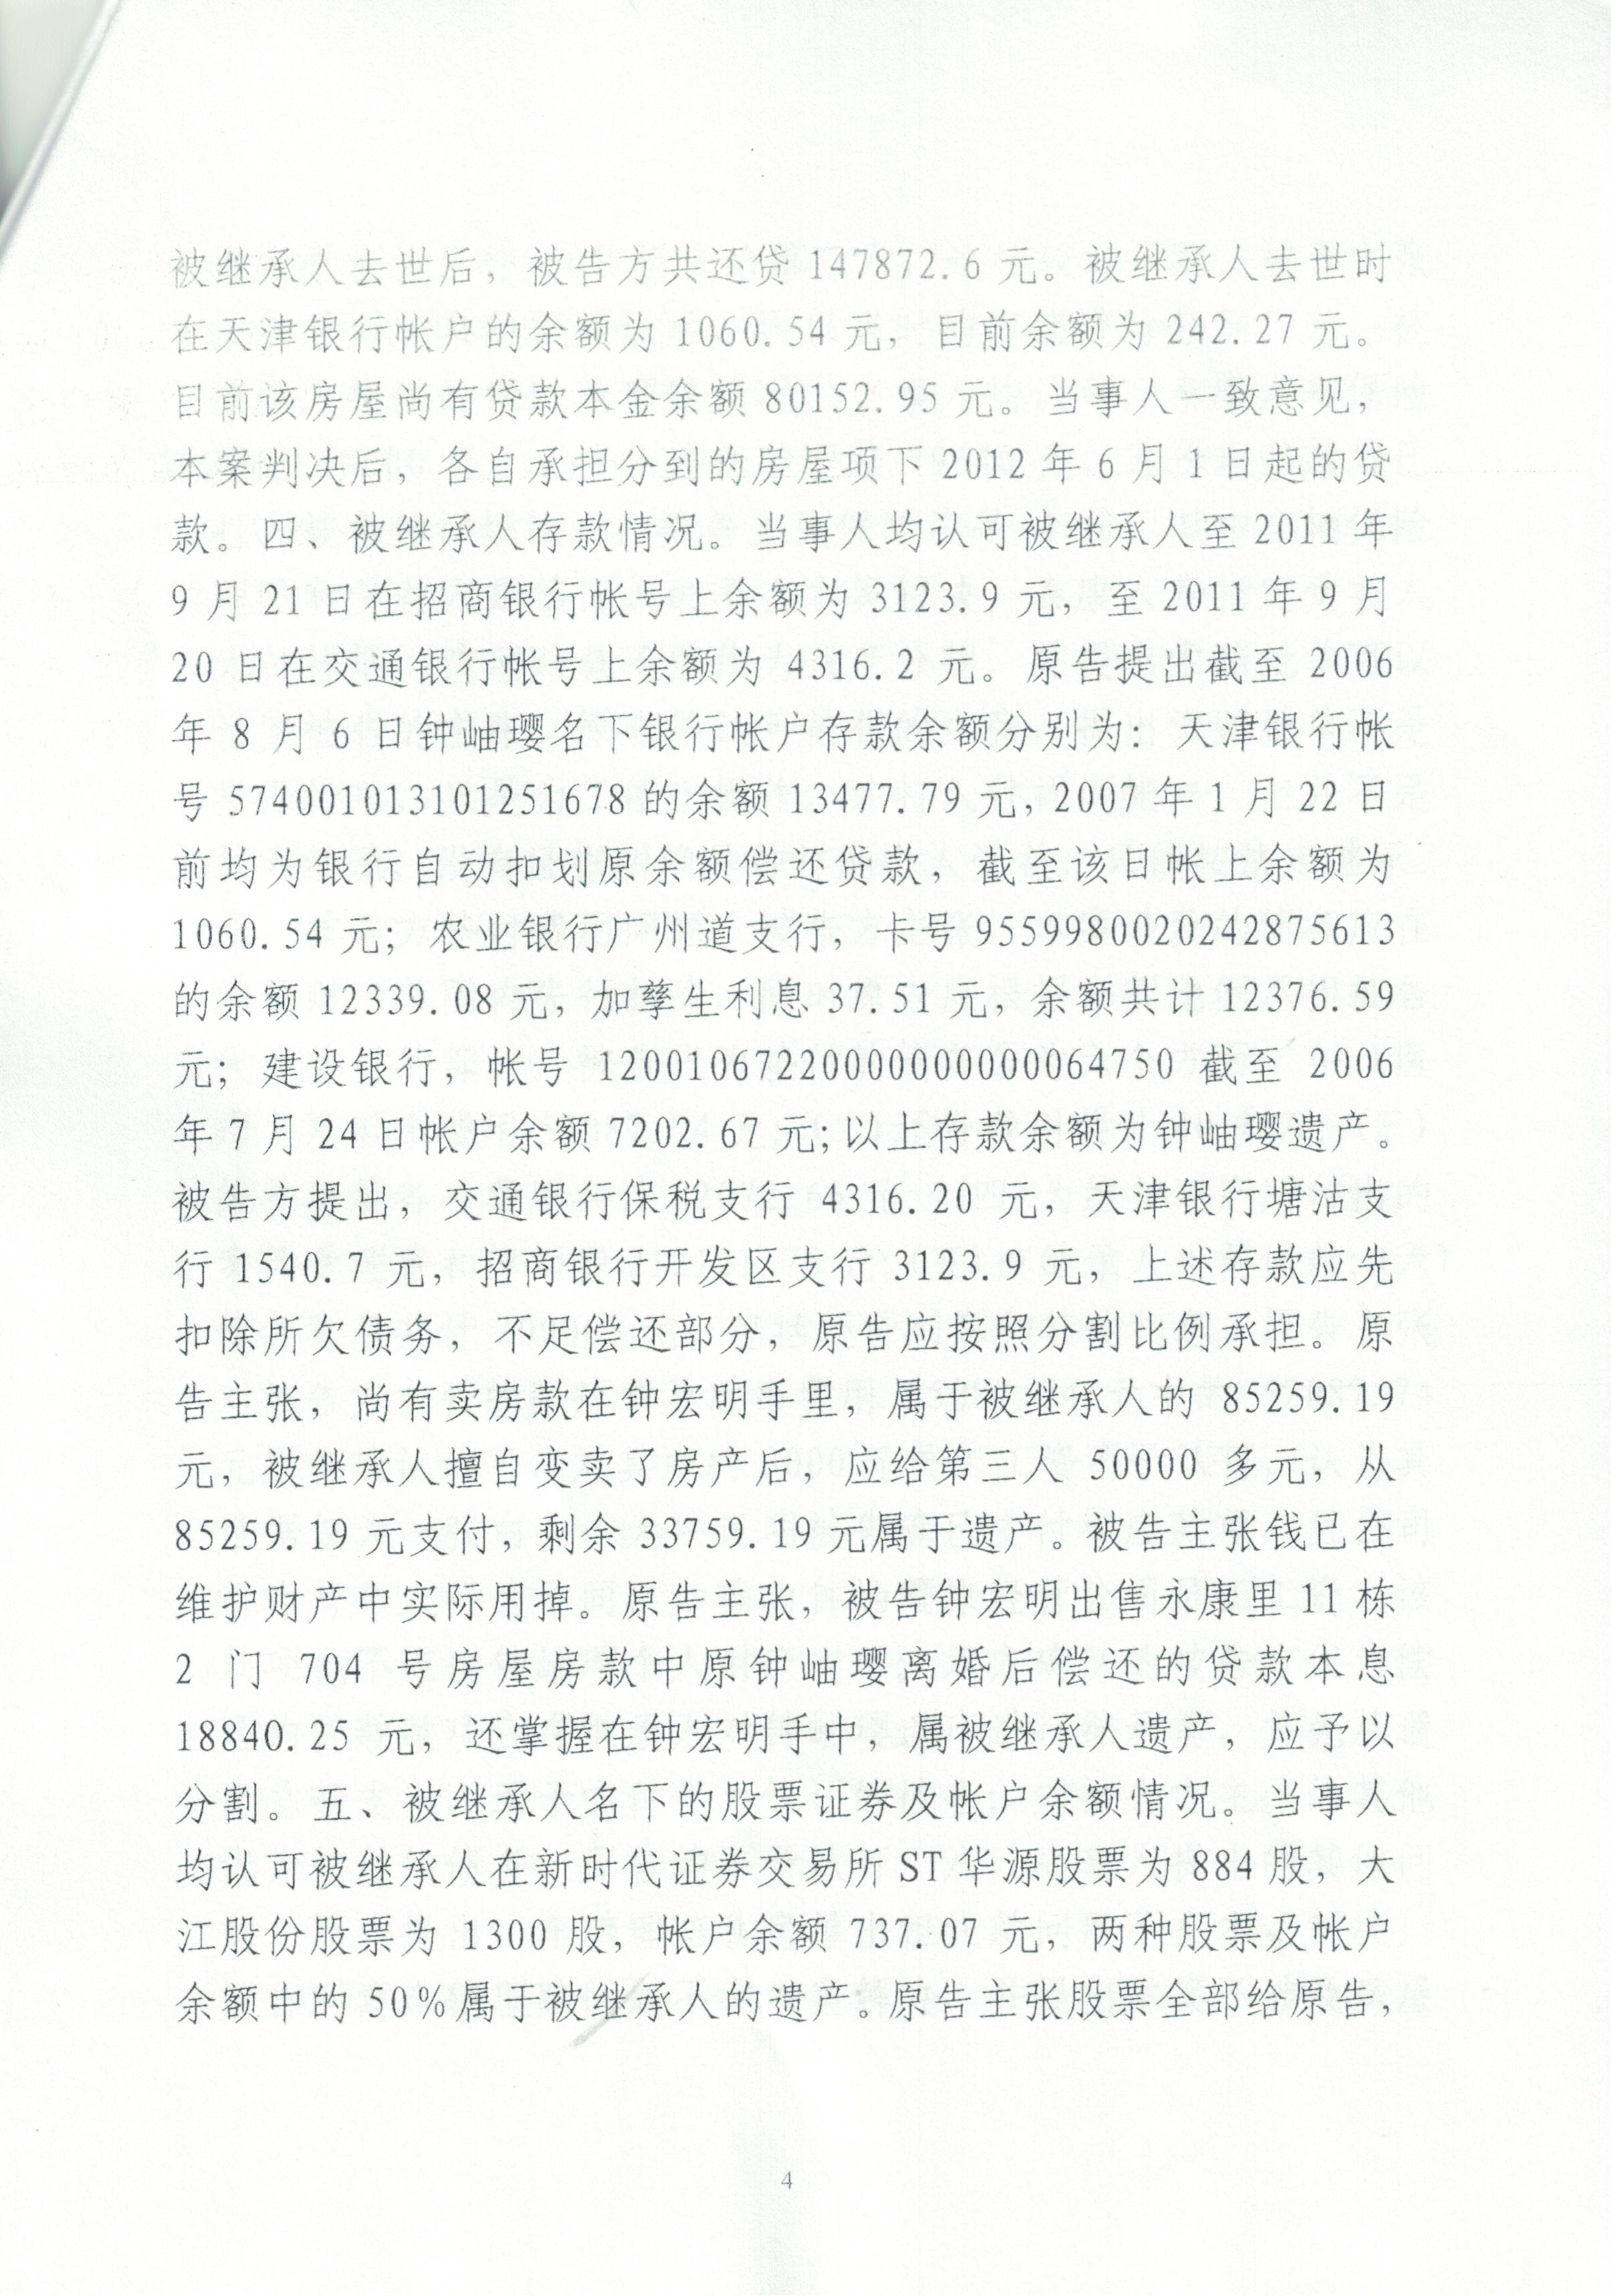 被继承人去世后，被告方共还贷 147872.6 元。被继承人去世时
在天津银行帐户的余额为 1060.54 元，目前余额为 242.27 元。
目前该房屋尚有贷款本金余额 80152.95 元。当事人一致意见，
本案判决后，各自承担分到的房屋项下 2012 年 6 月 1 日起的贷
款。四、被继承人存款情况。当事人均认可被继承人至 2011 年
9 月 21 日在招商银行帐号上余额为 3123.9 元，至 2011 年 9 月
20 日在交通银行帐号上余额为 4316.2 元。原告提出截至 2006
年 8 月 6 日钟岫璎名下银行帐户存款余额分别为：天津银行帐
号 574001013101251678 的余额 13477.79 元，2007 年 1 月 22 日
前均为银行自动扣划原余额偿还贷款，截至该日帐上余额为
1060.54 元；农业银行广州道支行，卡号 9559980020242875613
的余额 12339.08 元，加孳生利息 37.51 元，余额共计 12376.59
元；建设银行，帐号 12001067220000000000064750 截至 2006
年 7 月 24 日帐户余额 7202.67 元；以上存款余额为钟岫璎遗产。
被告方提出，交通银行保税支行 4316.20 元，天津银行塘沽支
行 1540.7 元，招商银行开发区支行 3123.9 元，上述存款应先
扣除所欠债务，不足偿还部分，原告应按照分割比例承担。原
告主张，尚有卖房款在钟宏明手里，属于被继承人的 85259.19
元，被继承人擅自变卖了房产后，应给第三人 50000 多元，从
85259.19 元支付，剩余 33759.19 元属于遗产。被告主张钱已在
维护财产中实际用掉。原告主张，被告钟宏明出售永康里 11 栋
2 门 704 号房屋房款中原钟岫璎离婚后偿还的贷款本息
18840.25 元，还掌握在钟宏明手中，属被继承人遗产，应予以
分割。五、被继承人名下的股票证券及帐户余额情况。当事人
均认可被继承人在新时代证券交易所 ST 华源股票为 884 股，大
江股份股票为 1300 股，帐户余额 737.07 元，两种股票及帐户
余额中的 50%属于被继承人的遗产。原告主张股票全部给原告，
4